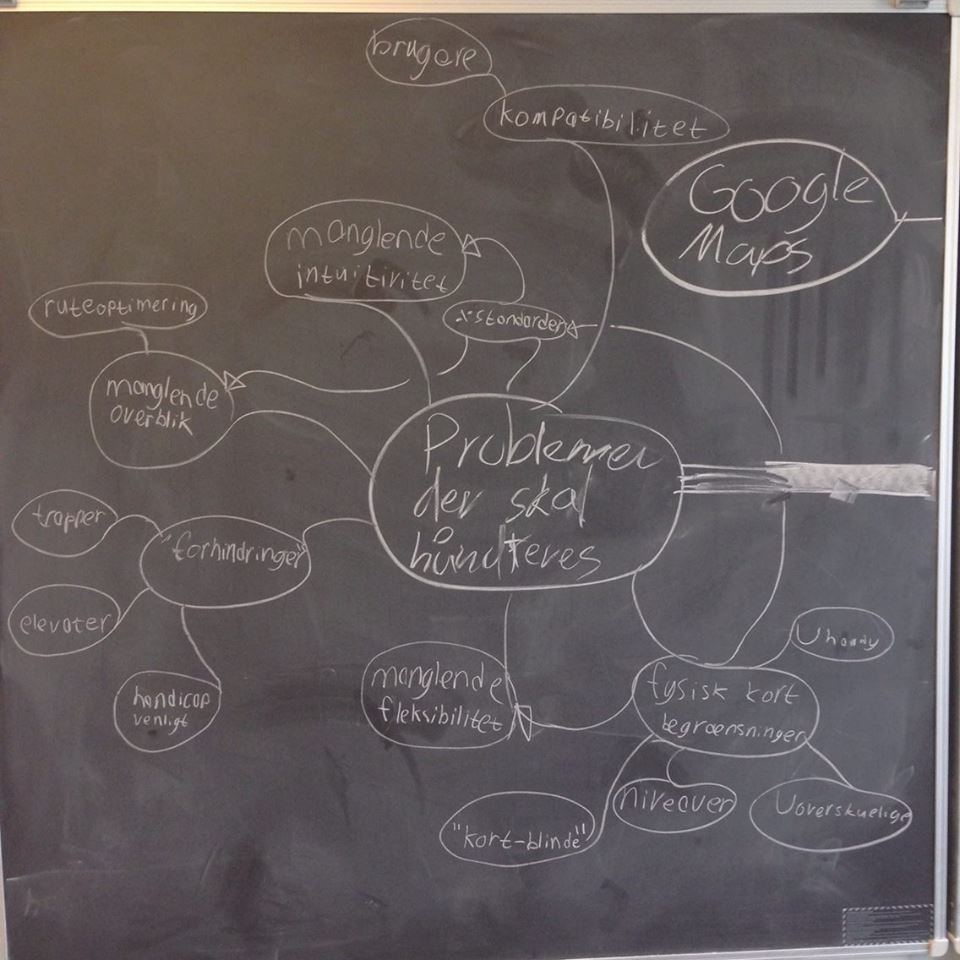 brugere
kompatibilitet
Google
Maps
manglende
intuitivitet
ruteoptimering
standarder
manglende
overblik
Problemer
der skal
håndteres
trapper
"forhindringer"
elevator
handicap
venligt
manglende
fleksibilitet
Uhandy
fysisk kort
begrænsninger
niveauer
Uoverskuelige
"kort-blinde"